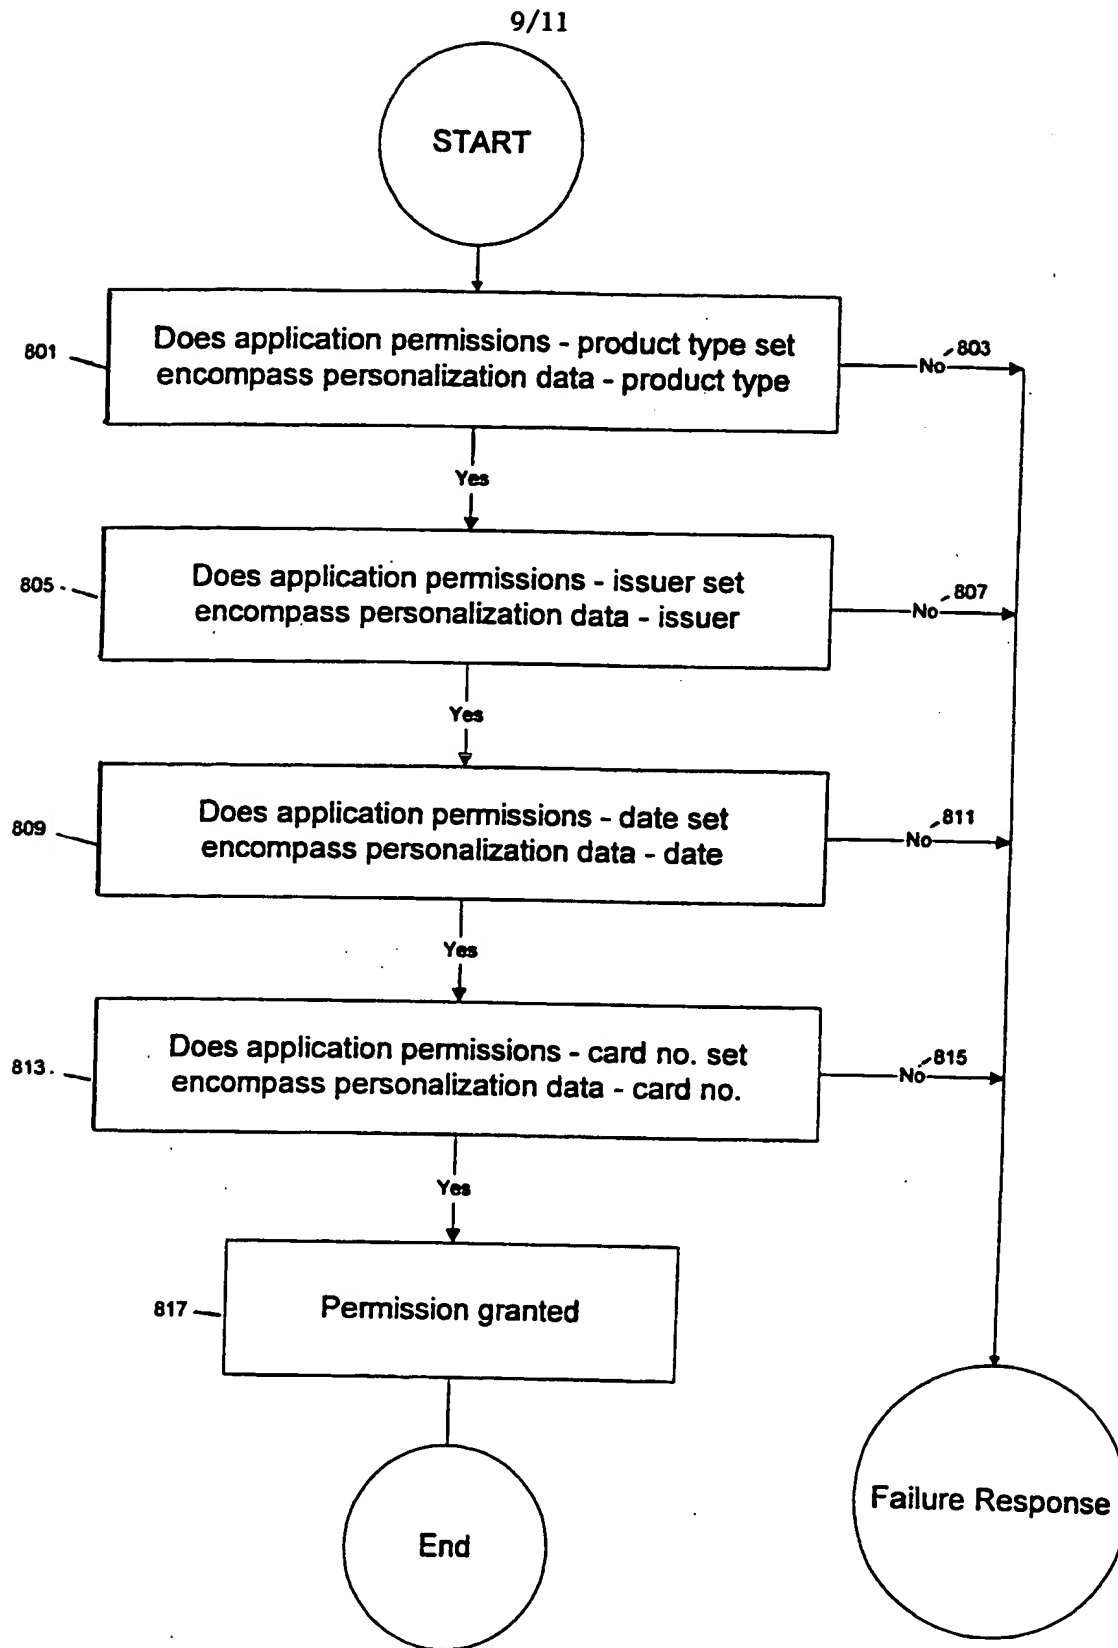 9/11
START
801
Does application permissions - product type set
encompass personalization data - product type
No
803
Yes
805
Does application permissions - issuer set
encompass personalization data - issuer
No
807
Yes
809
Does application permissions - date set
encompass personalization data - date
No
811
Yes
813
Does application permissions - card no. set
encompass personalization data - card no.
No
815
Yes
817
Permission granted
End
Failure Response